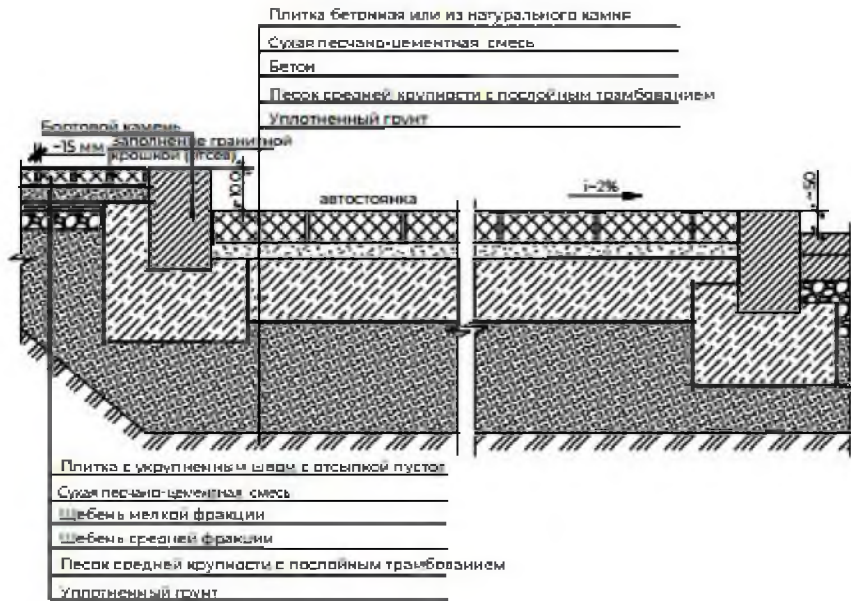 Плитка бетонная или из натурального камня
Сухая песчано-цементная смесь
Бетон
Песок средней крупности с послойным трамбованием
Уплотненный грунт
Бортовой камень
~15 мм
заполнение гранитной
крошкой (отсев)
100
автостоянка
i=2%
~50
Плитка с укрупненным швом с отсыпкой пустот
Сухая песчано-цементная смесь
Щебень мелкой фракции
Щебень средней фракции
Песок средней крупности с послойным трамбованием
Уплотненный грунт